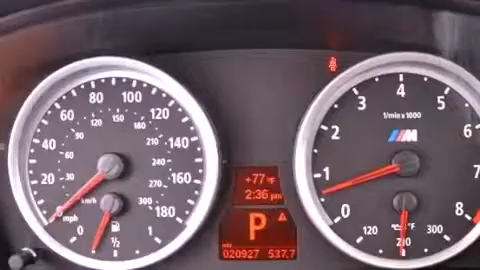 20 40 60 80 100 120 140 160 180
30 60 90 120 150 180 210 240 270 300
mph
km/h
0 1/2 1
+77°F
2:36 pm
P
mls
020927 537.7
0 1 2 3 4 5 6 7 8
1/min x 1000
M
120 210 300
°F